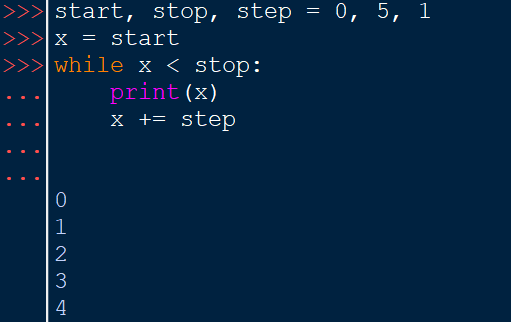 >>> start, stop, step = 0, 5, 1
>>> x = start
>>> while x < stop:
...     print(x)
...     x += step
...
...
0
1
2
3
4